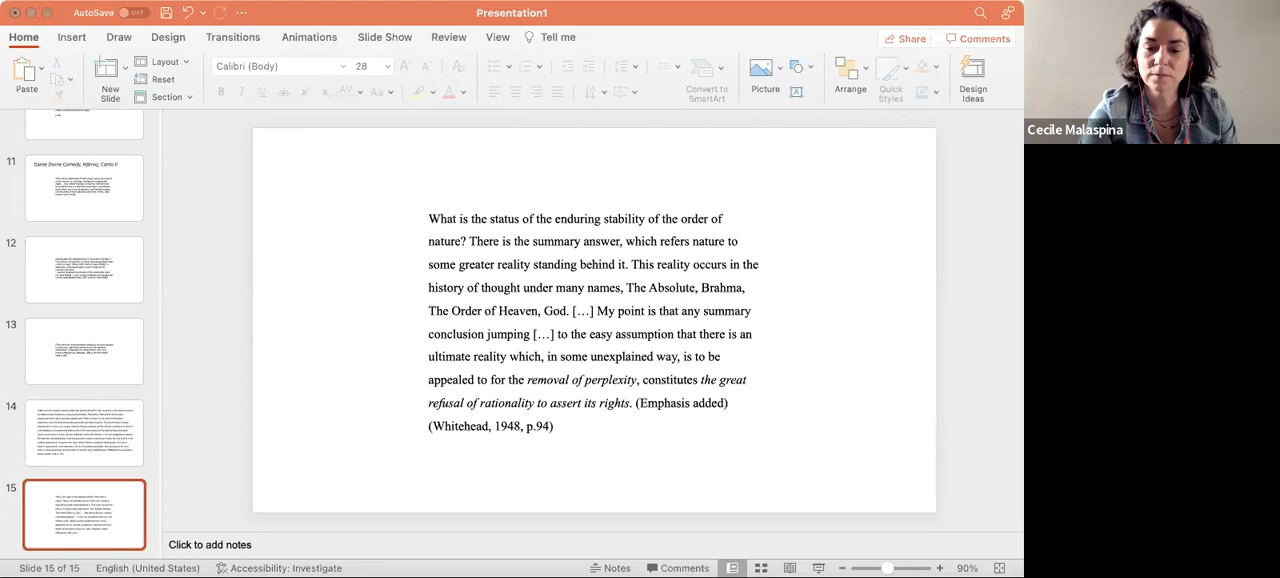 AutoSave OFF
Presentation1
Home Insert Draw Design Transitions Animations Slide Show Review View Tell me
Share Comments
Paste
New Slide
Layout
Reset
Section
Calibri (Body) 28
Convert to SmartArt
Picture
Arrange
Quick Styles
Design Ideas
Cecile Malaspina
11
Dante Divine Comedy, Inferno, Canto II
12
13
14
15
What is the status of the enduring stability of the order of
nature? There is the summary answer, which refers nature to
some greater reality standing behind it. This reality occurs in the
history of thought under many names, The Absolute, Brahma,
The Order of Heaven, God. […] My point is that any summary
conclusion jumping […] to the easy assumption that there is an
ultimate reality which, in some unexplained way, is to be
appealed to for the removal of perplexity, constitutes the great
refusal of rationality to assert its rights. (Emphasis added)
(Whitehead, 1948, p.94)
Click to add notes
Slide 15 of 15 English (United States) Accessibility: Investigate Notes Comments 90%